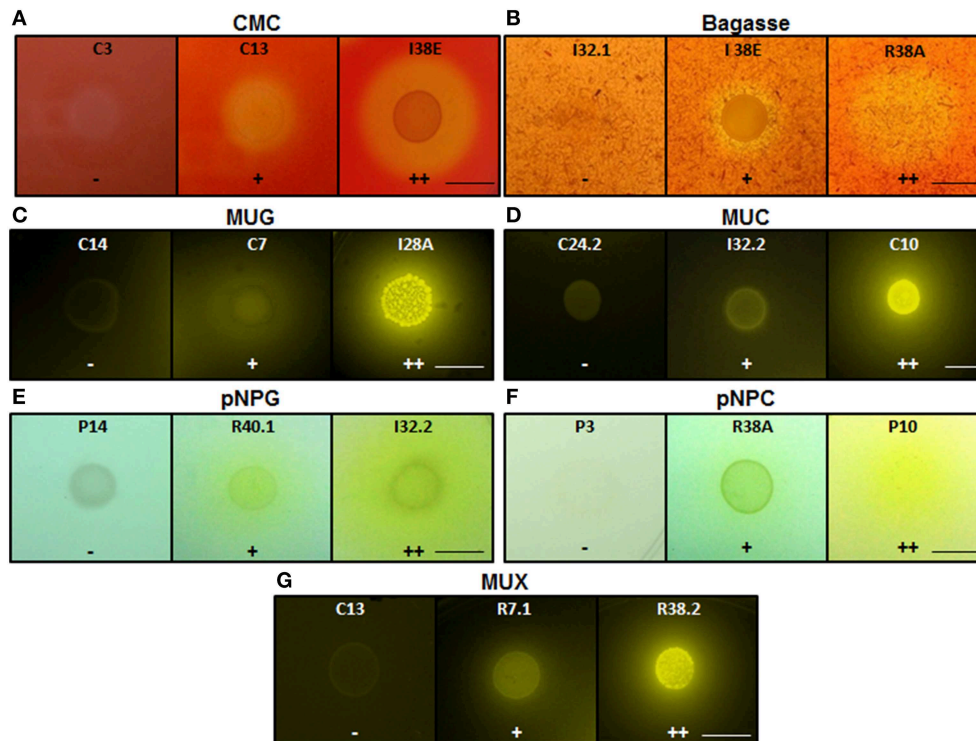 A CMC
C3 C13 I38E
- + ++
B Bagasse
I32.1 I 38E R38A
- + ++
C MUG
C14 C7 I28A
- + ++
D MUC
C24.2 I32.2 C10
- + ++
E pNPG
P14 R40.1 I32.2
- + ++
F pNPC
P3 R38A P10
- + ++
G MUX
C13 R7.1 R38.2
- + ++